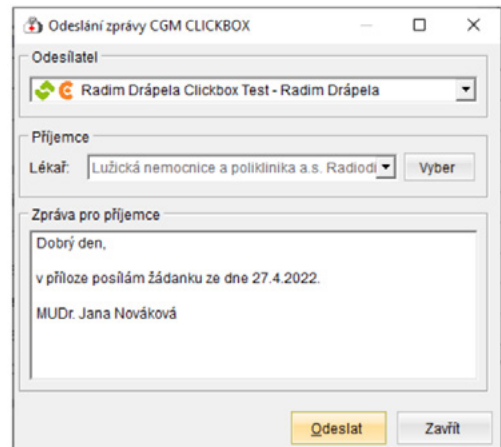 Odeslání zprávy CGM CLICKBOX
Odesílatel
Radim Drápela Clickbox Test - Radim Drápela
Příjemce
Lékař: Lužická nemocnice a poliklinika a.s. Radiodi Vyber
Zpráva pro příjemce
Dobrý den,
v příloze posílám žádanku ze dne 27.4.2022.
MUDr. Jana Nováková
Odeslat Zavřít